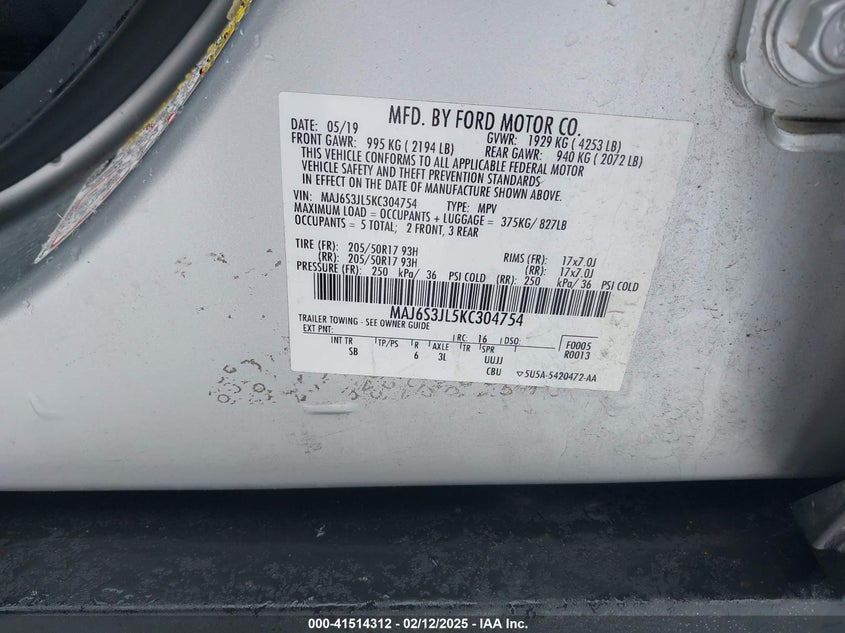 MFD. BY FORD MOTOR CO.
DATE: 05/19 GVWR: 1929 KG ( 4253 LB)
FRONT GAWR: 995 KG ( 2194 LB) REAR GAWR: 940 KG ( 2072 LB)
THIS VEHICLE CONFORMS TO ALL APPLICABLE FEDERAL MOTOR
VEHICLE SAFETY AND THEFT PREVENTION STANDARDS
IN EFFECT ON THE DATE OF MANUFACTURE SHOWN ABOVE.
VIN: MAJ6S3JL5KC304754 TYPE: MPV
MAXIMUM LOAD = OCCUPANTS + LUGGAGE = 375KG/ 827LB
OCCUPANTS = 5 TOTAL; 2 FRONT, 3 REAR
TIRE (FR): 205/50R17 93H RIMS (FR): 17x7.0J
(RR): 205/50R17 93H (RR): 17x7.0J
PRESSURE (FR): 250 kPa/ 36 PSI COLD (RR): 250 kPa/ 36 PSI COLD
MAJ6S3JL5KC304754
TRAILER TOWING - SEE OWNER GUIDE
EXT PNT: RC: 16 DSO: F0005
R0013
INT TR TP/PS R AXLE TR SPR
SB 6 3L UUJJ
CBU 5U5A-5420472-AA
000-41514312 - 02/12/2025 - IAA Inc.